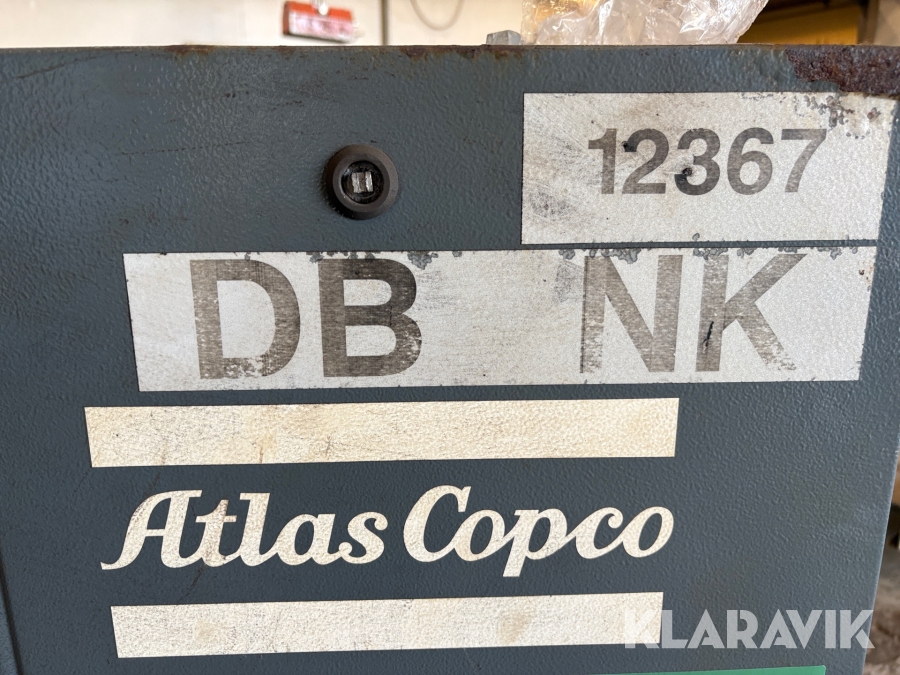 12367
DB NK
Atlas Copco
KLARAVIK